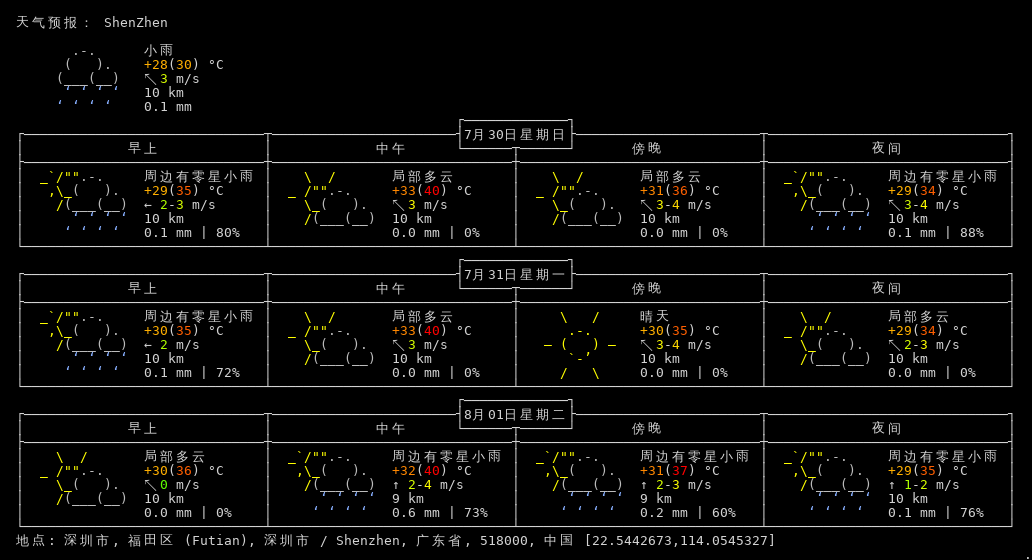 天气预报： ShenZhen
小雨
+28(30) °C
↖ 3 m/s
10 km
0.1 mm
7月30日星期日
早上 中午 傍晚 夜间
周边有零星小雨 局部多云 局部多云 周边有零星小雨
+29(35) °C +33(40) °C +31(36) °C +29(34) °C
← 2-3 m/s ↖ 3 m/s ↖ 3-4 m/s ↖ 3-4 m/s
10 km 10 km 10 km 10 km
0.1 mm | 80% 0.0 mm | 0% 0.0 mm | 0% 0.1 mm | 88%
7月31日星期一
早上 中午 傍晚 夜间
周边有零星小雨 局部多云 晴天 局部多云
+30(35) °C +33(40) °C +30(35) °C +29(34) °C
← 2 m/s ↖ 3 m/s ↖ 3-4 m/s ↖ 2-3 m/s
10 km 10 km 10 km 10 km
0.1 mm | 72% 0.0 mm | 0% 0.0 mm | 0% 0.0 mm | 0%
8月01日星期二
早上 中午 傍晚 夜间
局部多云 周边有零星小雨 周边有零星小雨 周边有零星小雨
+30(36) °C +32(40) °C +31(37) °C +29(35) °C
↖ 0 m/s ↑ 2-4 m/s ↑ 2-3 m/s ↑ 1-2 m/s
10 km 9 km 9 km 10 km
0.0 mm | 0% 0.6 mm | 73% 0.2 mm | 60% 0.1 mm | 76%
地点: 深圳市, 福田区 (Futian), 深圳市 / Shenzhen, 广东省, 518000, 中国 [22.5442673,114.0545327]